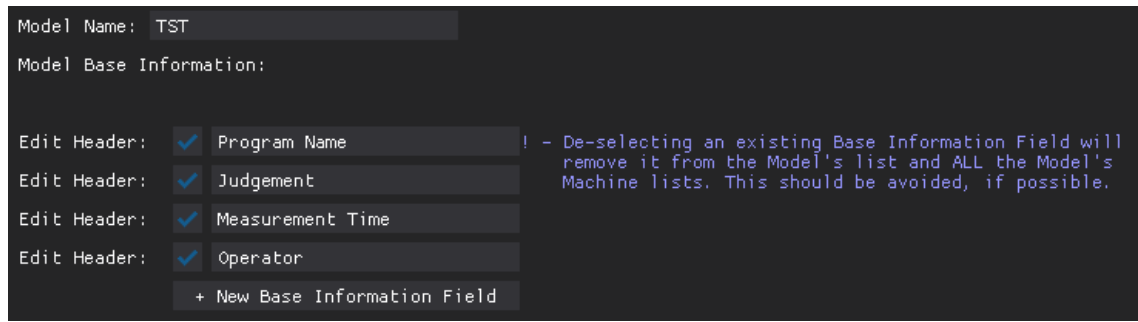 Model Name: TST
Model Base Information:
Edit Header: Program Name ! - De-selecting an existing Base Information Field will
remove it from the Model's list and ALL the Model's
Edit Header: Judgement Machine lists. This should be avoided, if possible.
Edit Header: Measurement Time
Edit Header: Operator
+ New Base Information Field